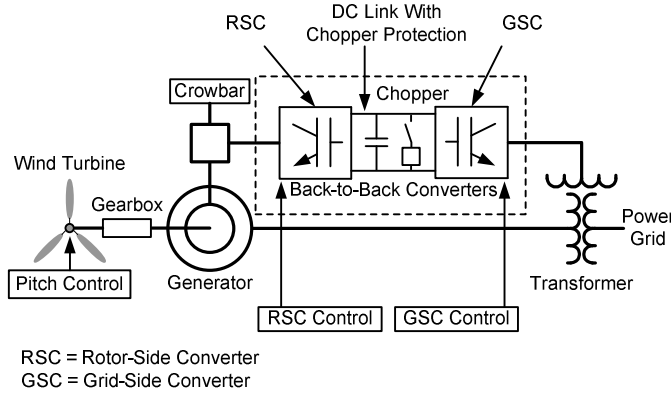 RSC
DC Link With
Chopper Protection
GSC
Crowbar
Chopper
Wind Turbine
Back-to-Back Converters
Gearbox
Power
Grid
Pitch Control
Generator
Transformer
RSC Control
GSC Control
RSC = Rotor-Side Converter
GSC = Grid-Side Converter